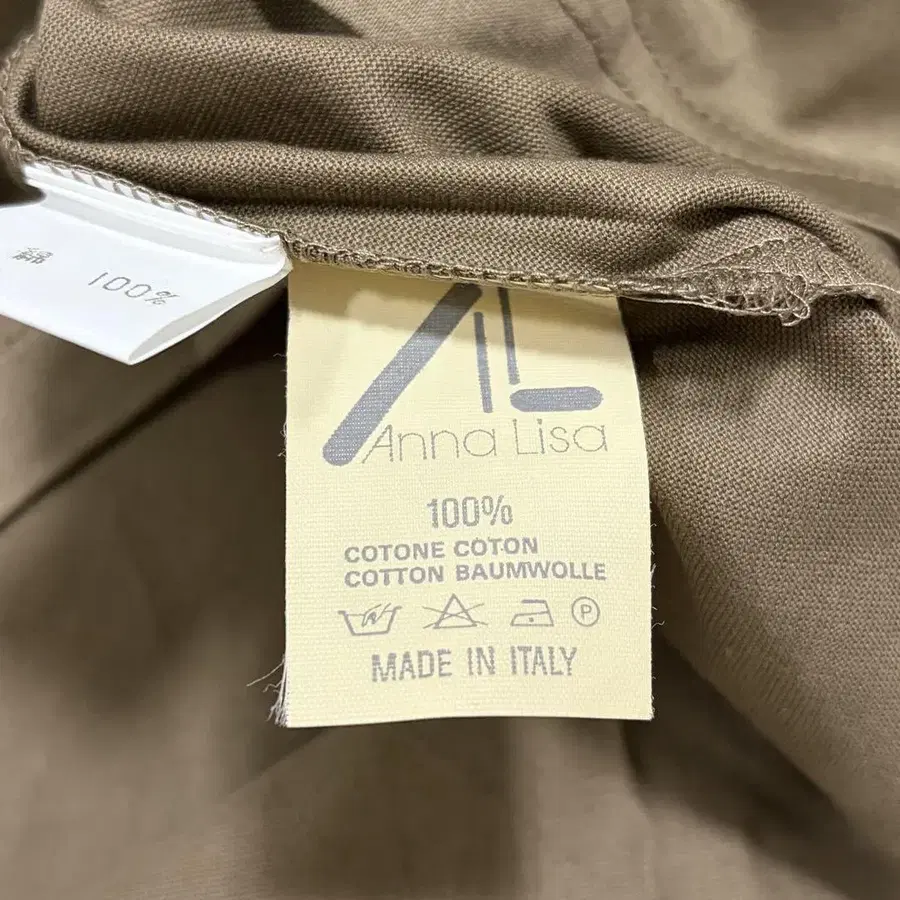 綿 100%
AL
Anna Lisa
100%
COTONE COTON
COTTON BAUMWOLLE
P
MADE IN ITALY